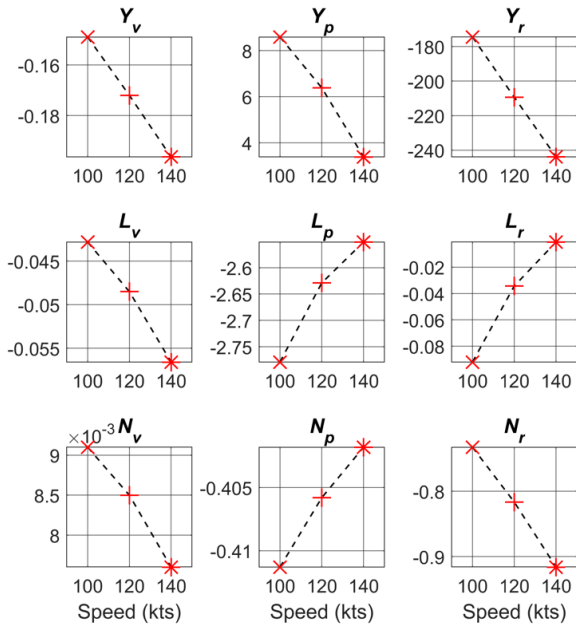 Y_v Y_p Y_r
-0.16
-0.18
100 120 140
8
6
4
100 120 140
-180
-200
-220
-240
100 120 140
L_v L_p L_r
-0.045
-0.05
-0.055
100 120 140
-2.6
-2.65
-2.7
-2.75
100 120 140
-0.02
-0.04
-0.06
-0.08
100 120 140
N_v N_p N_r
×10^-3
9
8.5
8
100 120 140
Speed (kts)
-0.405
-0.41
100 120 140
Speed (kts)
-0.8
-0.9
100 120 140
Speed (kts)